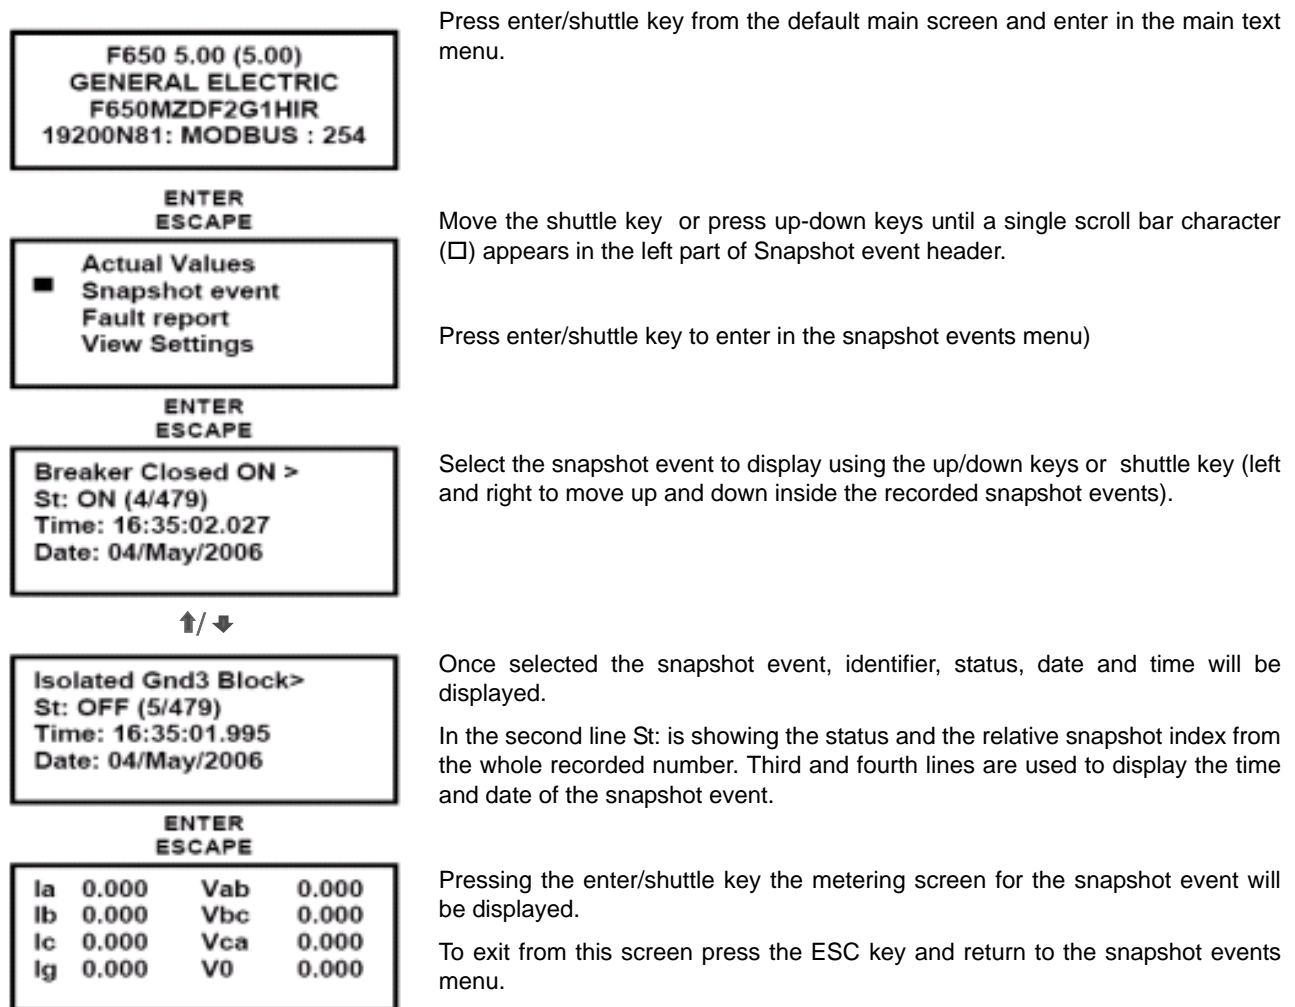 Press enter/shuttle key from the default main screen and enter in the main text
menu.
F650 5.00 (5.00)
GENERAL ELECTRIC
F650MZDF2G1HIR
19200N81: MODBUS : 254
ENTER
ESCAPE
Move the shuttle key or press up-down keys until a single scroll bar character
(□) appears in the left part of Snapshot event header.
Actual Values
■ Snapshot event
Fault report
View Settings
Press enter/shuttle key to enter in the snapshot events menu)
ENTER
ESCAPE
Breaker Closed ON >
St: ON (4/479)
Time: 16:35:02.027
Date: 04/May/2006
Select the snapshot event to display using the up/down keys or shuttle key (left
and right to move up and down inside the recorded snapshot events).
⬆/ ⬇
Isolated Gnd3 Block>
St: OFF (5/479)
Time: 16:35:01.995
Date: 04/May/2006
Once selected the snapshot event, identifier, status, date and time will be
displayed.
In the second line St: is showing the status and the relative snapshot index from
the whole recorded number. Third and fourth lines are used to display the time
and date of the snapshot event.
ENTER
ESCAPE
Ia 0.000 Vab 0.000
Ib 0.000 Vbc 0.000
Ic 0.000 Vca 0.000
Ig 0.000 V0 0.000
Pressing the enter/shuttle key the metering screen for the snapshot event will
be displayed.
To exit from this screen press the ESC key and return to the snapshot events
menu.